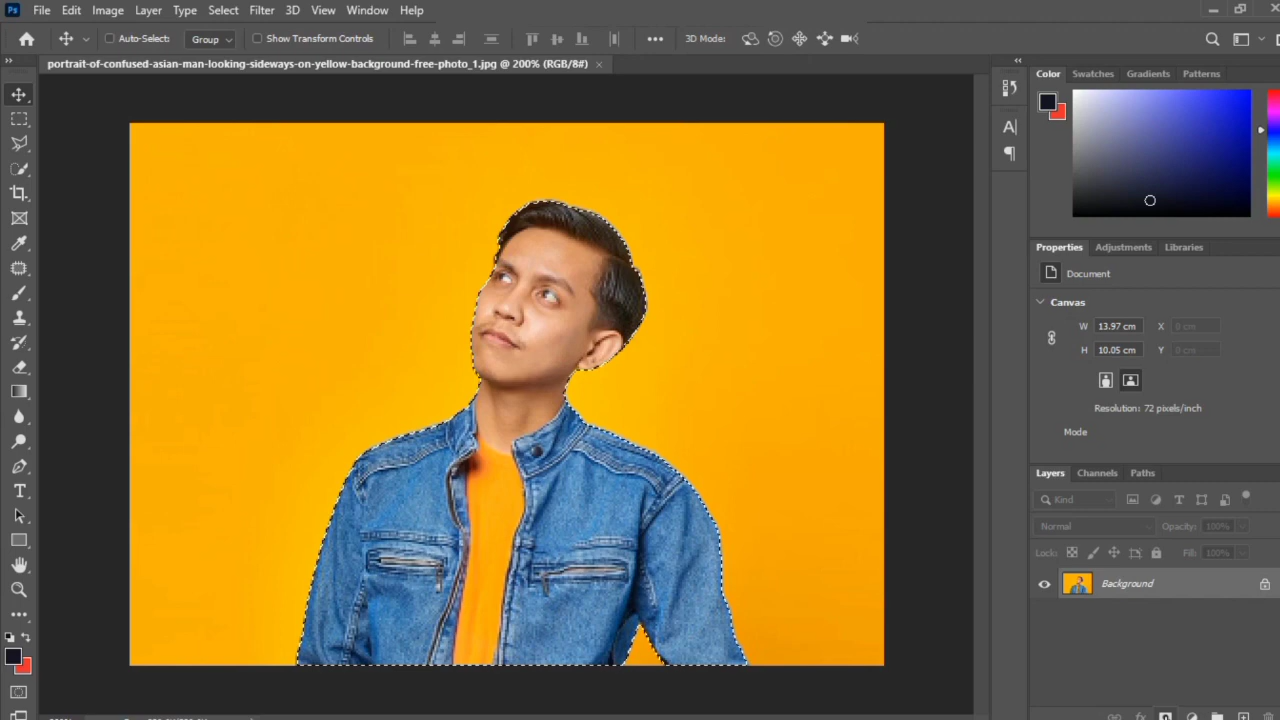 Ps File Edit Image Layer Type Select Filter 3D View Window Help
Auto-Select: Group Show Transform Controls 3D Mode:
portrait-of-confused-asian-man-looking-sideways-on-yellow-background-free-photo_1.jpg @ 200% (RGB/8#) ×
Color Swatches Gradients Patterns
Properties Adjustments Libraries
Document
Canvas
W 13.97 cm X 0 cm
H 10.05 cm Y 0 cm
Resolution: 72 pixels/inch
Mode
Layers Channels Paths
Kind
Normal Opacity: 100%
Lock: Fill: 100%
Background